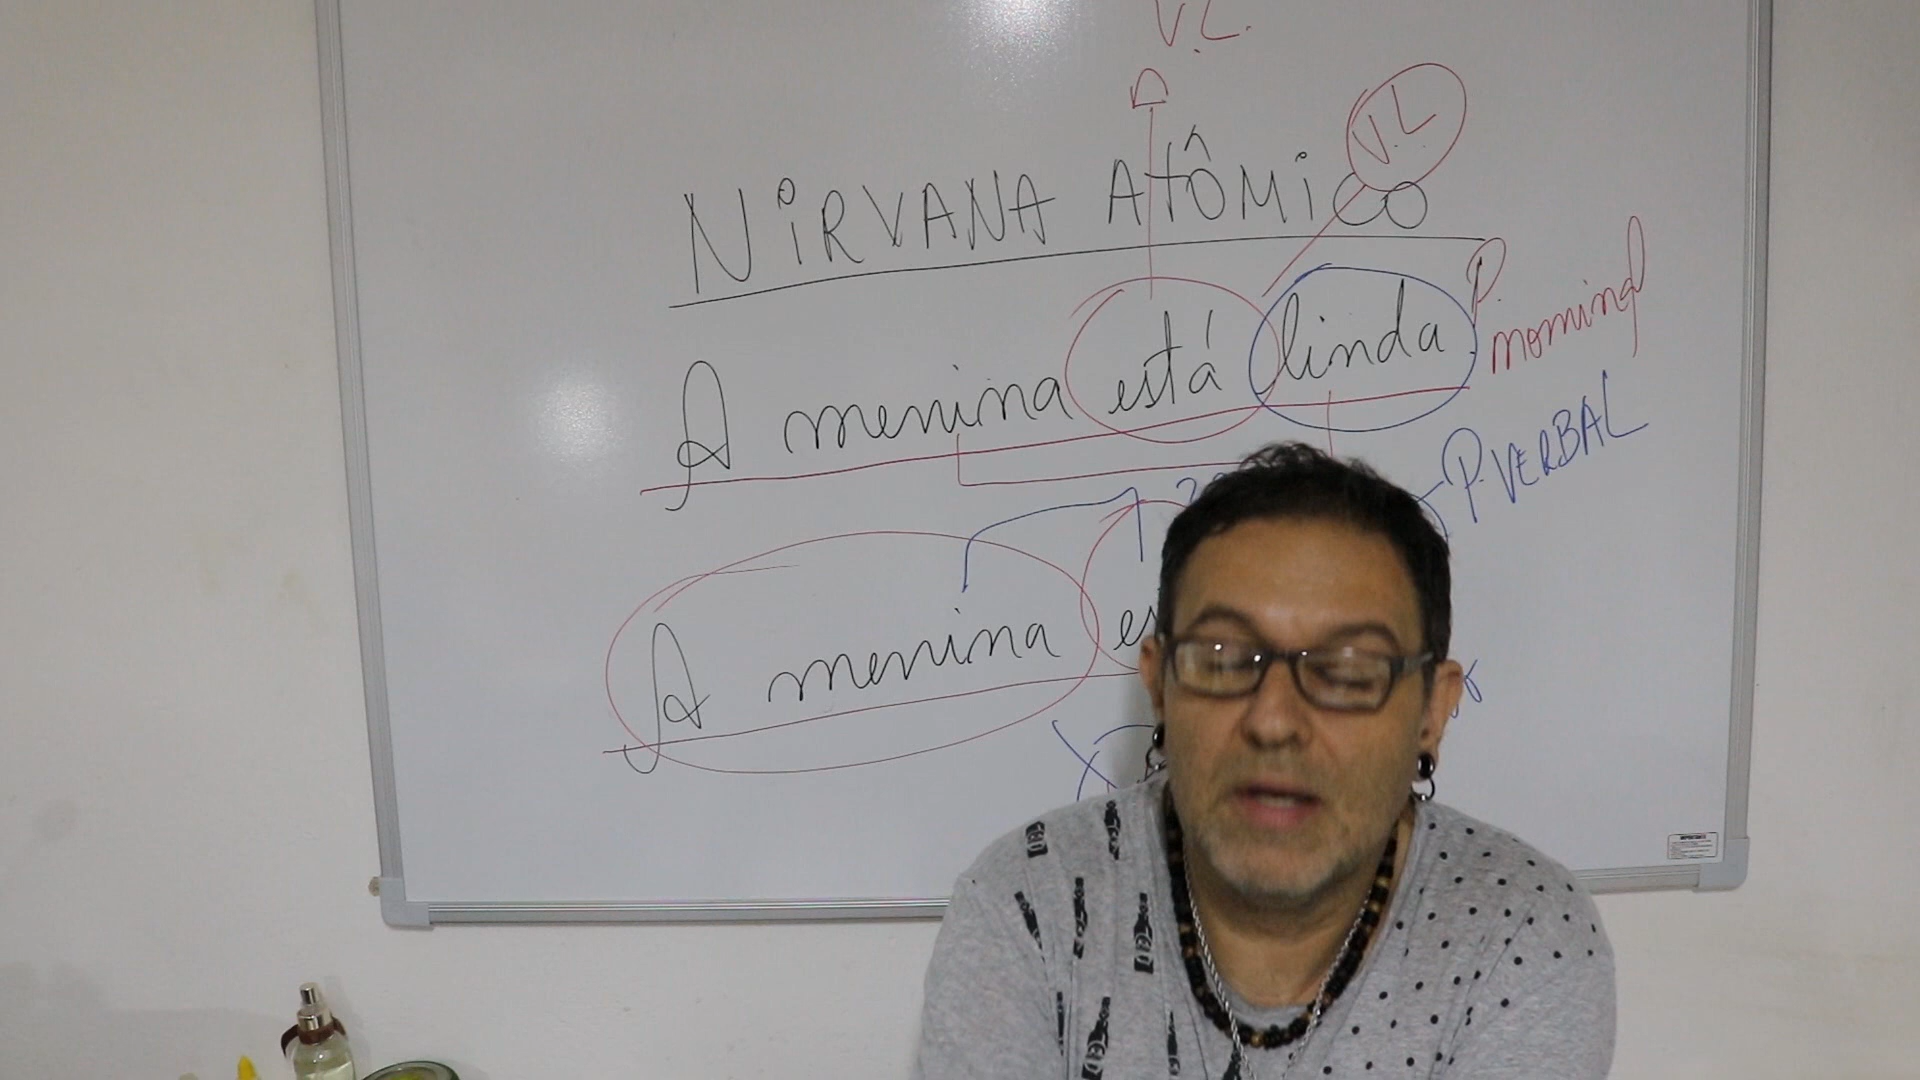 V.L.
V.L
NIRVANA ATÔMICO
A menina está linda
P. nominal
P. VERBAL
A menina